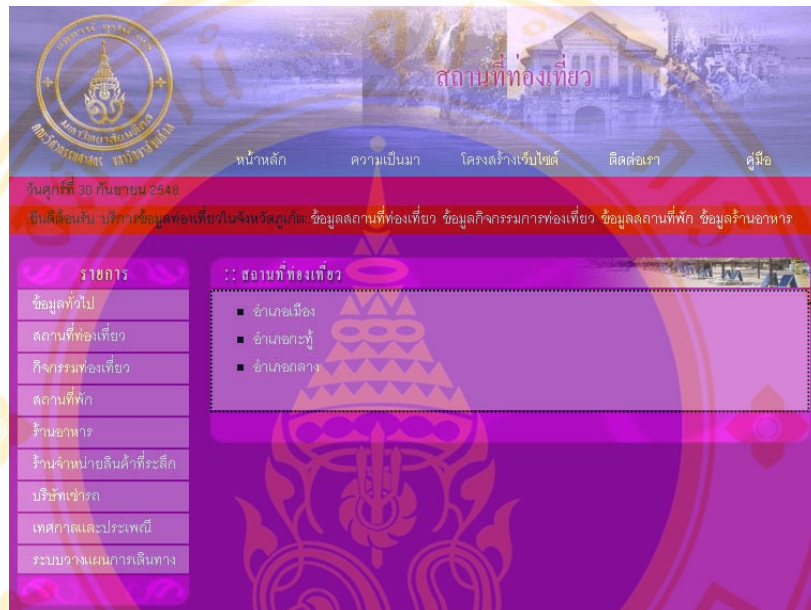 สถานที่ท่องเที่ยว
หน้าหลัก ความเป็นมา โครงสร้างเว็บไซต์ ติดต่อเรา คู่มือ
วันศุกร์ที่ 30 กันยายน 2548
ยินดีต้อนรับ::บริการข้อมูลท่องเที่ยวในจังหวัดภูเก็ต: ข้อมูลสถานที่ท่องเที่ยว ข้อมูลกิจกรรมการท่องเที่ยว ข้อมูลสถานที่พัก ข้อมูลร้านอาหาร
รายการ
ข้อมูลทั่วไป
สถานที่ท่องเที่ยว
กิจกรรมท่องเที่ยว
สถานที่พัก
ร้านอาหาร
ร้านจำหน่ายสินค้าที่ระลึก
บริษัทเช่ารถ
เทศกาลและประเพณี
ระบบวางแผนการเดินทาง
:: สถานที่ท่องเที่ยว
อำเภอเมือง
อำเภอกะทู้
อำเภอถลาง